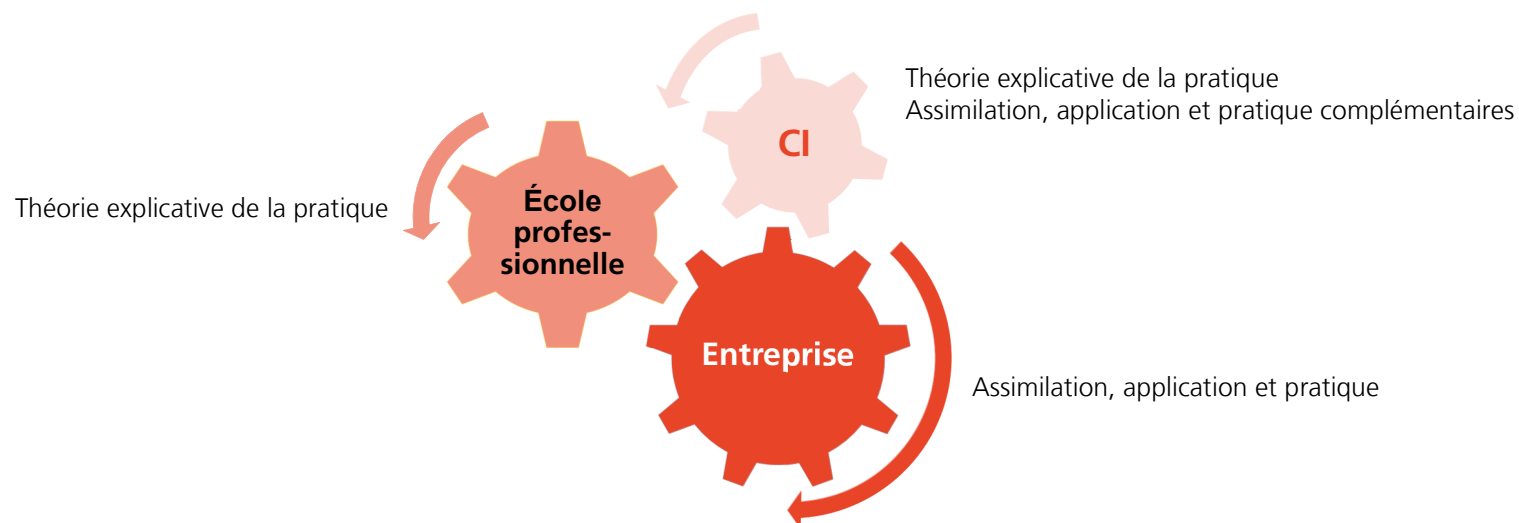 Théorie explicative de la pratique
Assimilation, application et pratique complémentaires
CI
École
profes-
sionnelle
Théorie explicative de la pratique
Entreprise
Assimilation, application et pratique